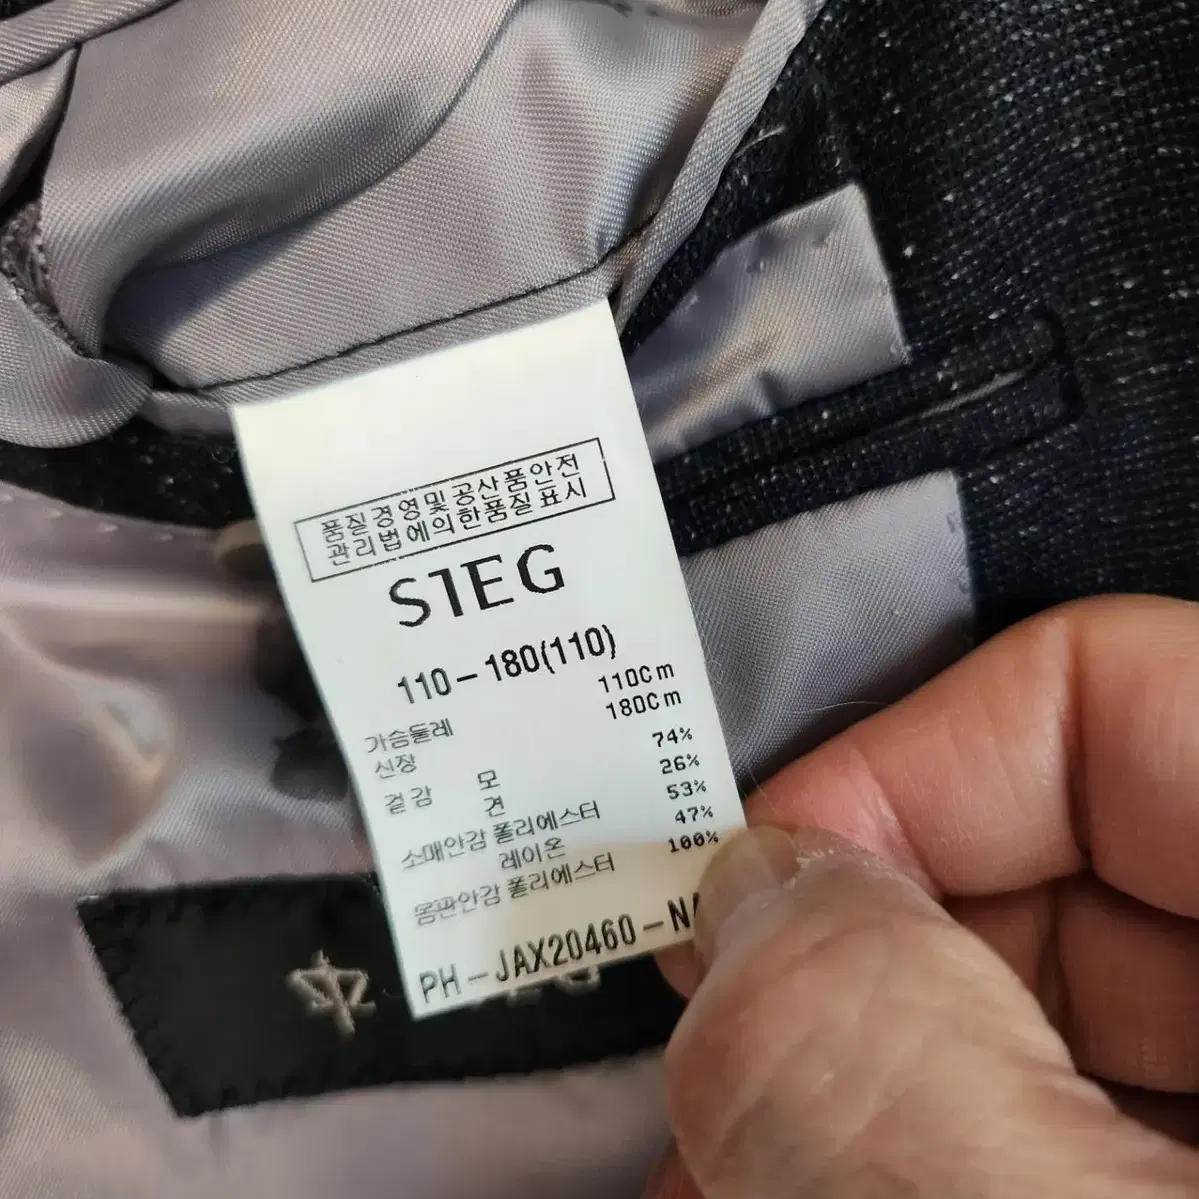 품질경영및공산품안전
관리법에의한품질표시
SIEG
110-180(110)
가슴둘레 110Cm
신장 180Cm
겉감 모 74%
견 26%
소매안감 폴리에스터 53%
레이온 47%
몸판안감 폴리에스터 100%
PH-JAX20460-NA